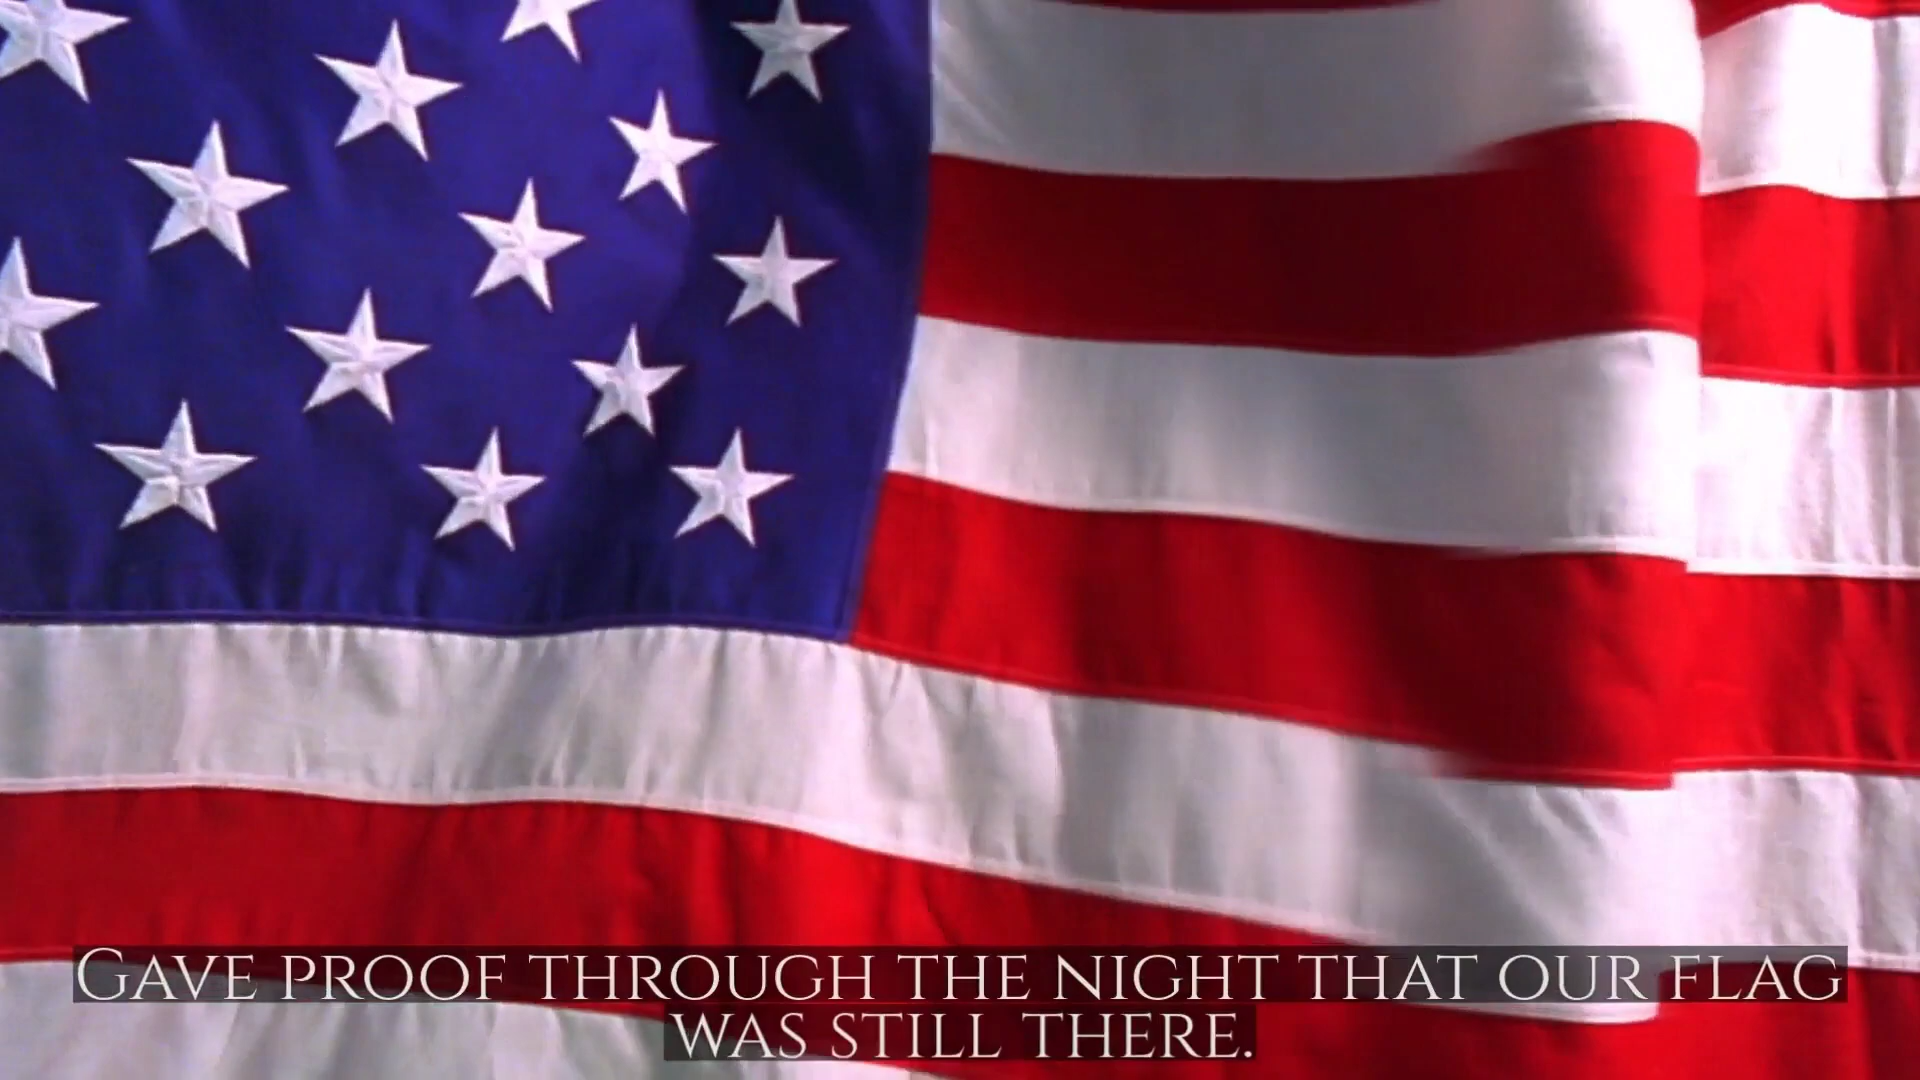 Gave proof through the night that our flag
was still there.